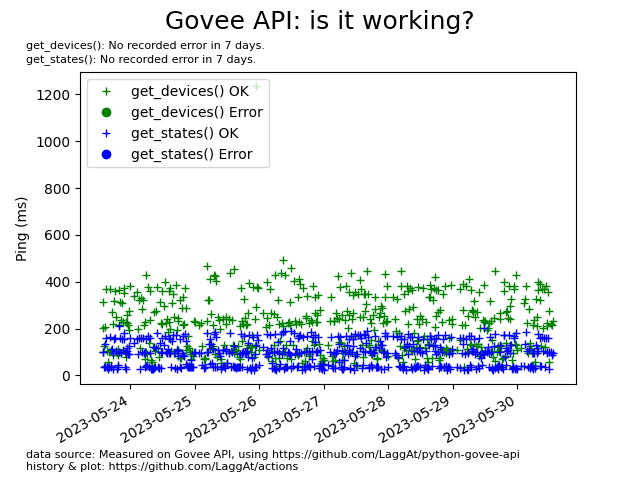 Govee API: is it working?
get_devices(): No recorded error in 7 days.
get_states(): No recorded error in 7 days.
get_devices() OK
get_devices() Error
get_states() OK
get_states() Error
Ping (ms)
1200
1000
800
600
400
200
0
2023-05-24
2023-05-25
2023-05-26
2023-05-27
2023-05-28
2023-05-29
2023-05-30
data source: Measured on Govee API, using https://github.com/LaggAt/python-govee-api
history & plot: https://github.com/LaggAt/actions